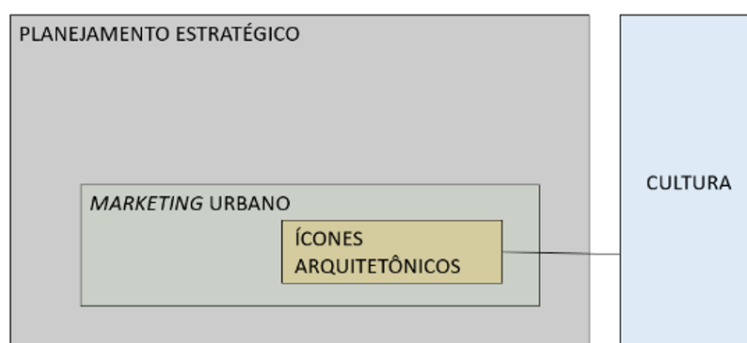 PLANEJAMENTO ESTRATÉGICO
MARKETING URBANO
ÍCONES
ARQUITETÔNICOS
CULTURA